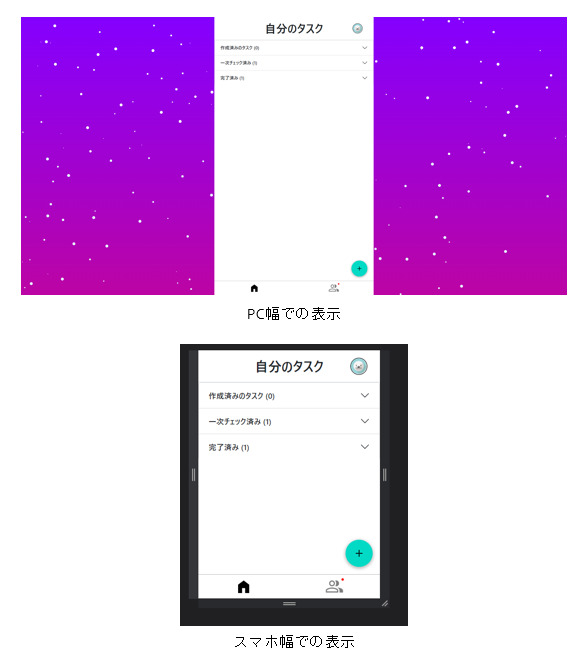 自分のタスク
作成済みのタスク (0)
一次チェック済み (1)
完了済み (1)
+
PC幅での表示
自分のタスク
作成済みのタスク (0)
一次チェック済み (1)
完了済み (1)
+
スマホ幅での表示